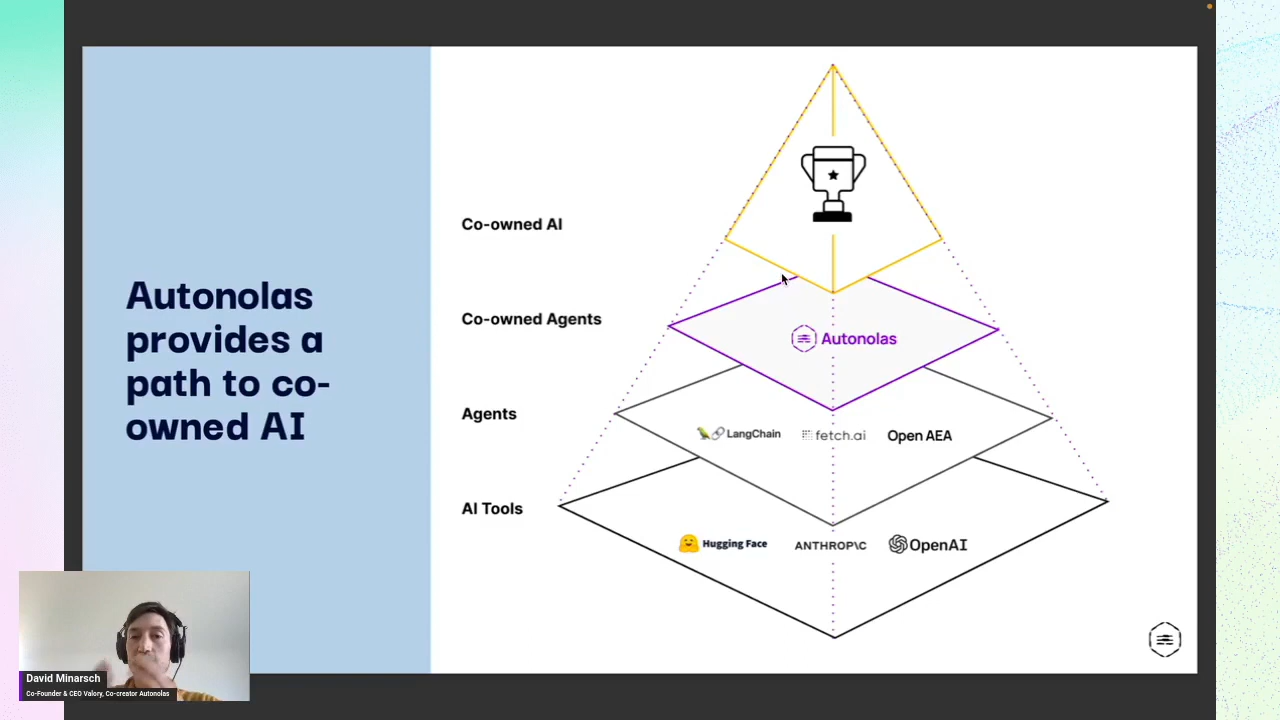 Autonolas
provides a
path to co-
owned AI
Co-owned AI
Co-owned Agents
Autonolas
Agents
LangChain
fetch.ai
Open AEA
AI Tools
Hugging Face
ANTHROP\C
OpenAI
David Minarsch
Co-Founder & CEO Valory, Co-creator Autonolas